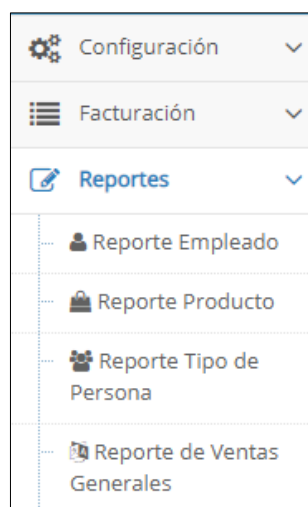 Configuración
Facturación
Reportes
Reporte Empleado
Reporte Producto
Reporte Tipo de
Persona
Reporte de Ventas
Generales